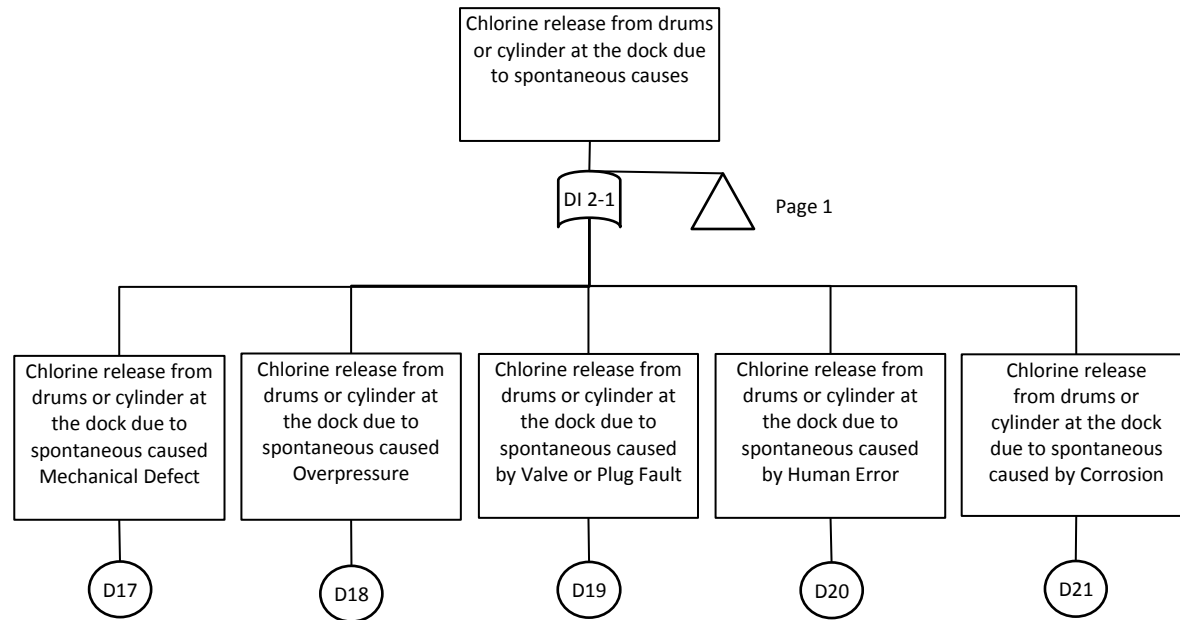 Chlorine release from drums
or cylinder at the dock due
to spontaneous causes
DI 2-1
Page 1
Chlorine release from
drums or cylinder at
the dock due to
spontaneous caused
Mechanical Defect
Chlorine release from
drums or cylinder at
the dock due to
spontaneous caused
Overpressure
Chlorine release from
drums or cylinder at
the dock due to
spontaneous caused
by Valve or Plug Fault
Chlorine release from
drums or cylinder at
the dock due to
spontaneous caused
by Human Error
Chlorine release
from drums or
cylinder at the dock
due to spontaneous
caused by Corrosion
D17
D18
D19
D20
D21